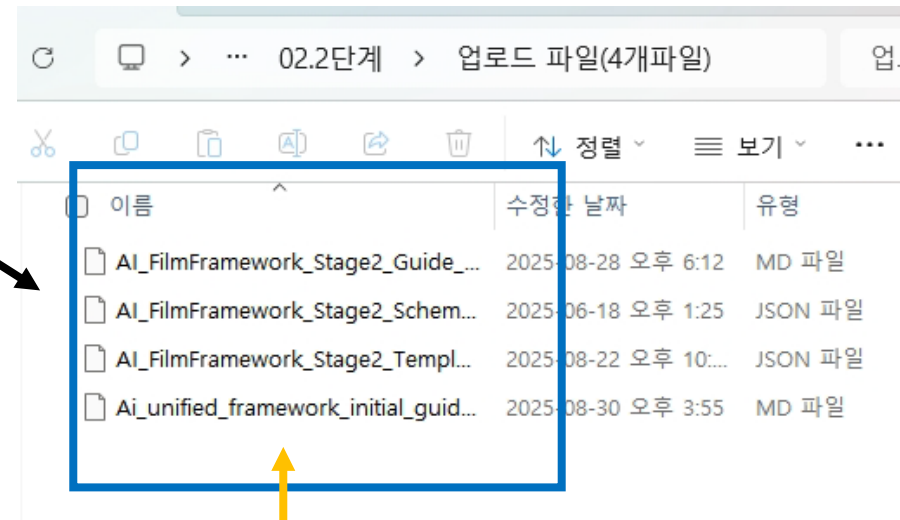 02.2단계 업로드 파일(4개파일)
정렬 보기
이름 수정한 날짜 유형
AI_FilmFramework_Stage2_Guide_... 2025-08-28 오후 6:12 MD 파일
AI_FilmFramework_Stage2_Schem... 2025-06-18 오후 1:25 JSON 파일
AI_FilmFramework_Stage2_Templ... 2025-08-22 오후 10:... JSON 파일
Ai_unified_framework_initial_guid... 2025-08-30 오후 3:55 MD 파일